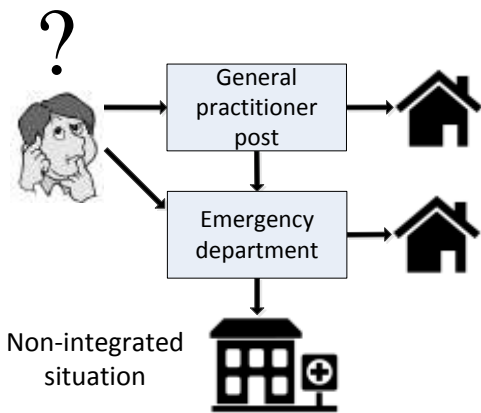 ?
General
practitioner
post
Emergency
department
Non-integrated
situation